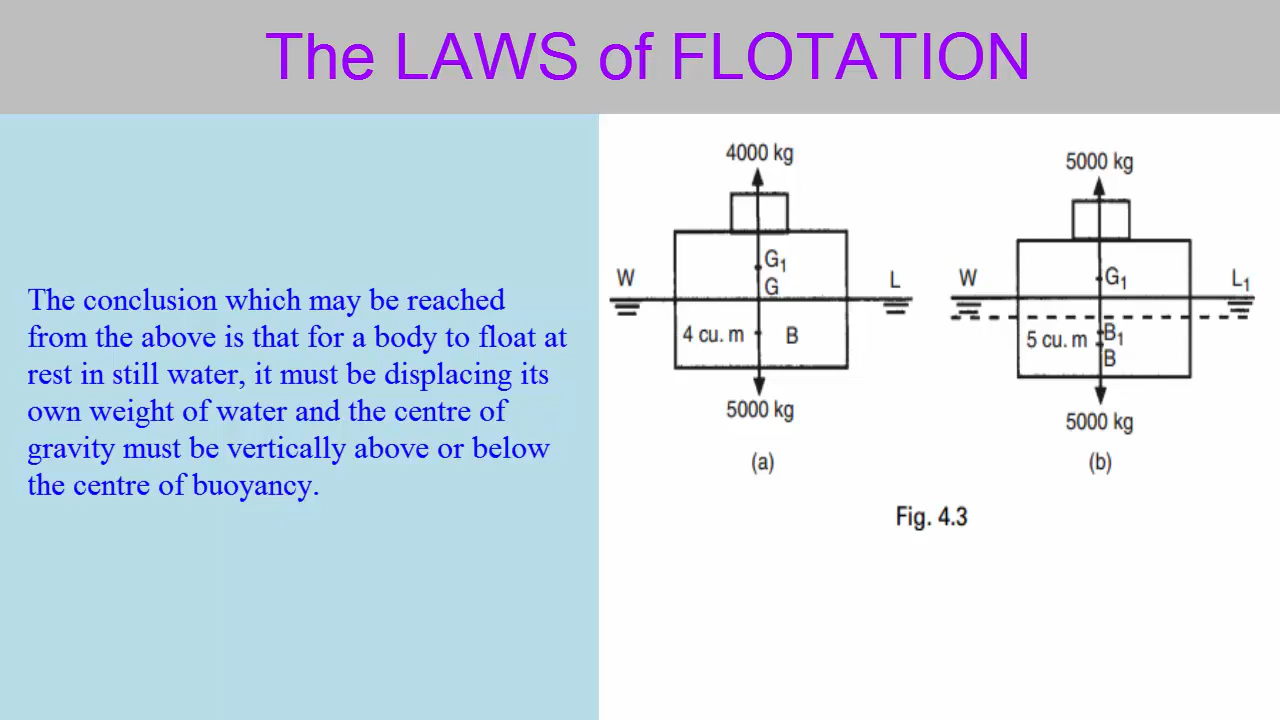 The LAWS of FLOTATION
The conclusion which may be reached
from the above is that for a body to float at
rest in still water, it must be displacing its
own weight of water and the centre of
gravity must be vertically above or below
the centre of buoyancy.
4000 kg
G1
G
W
L
4 cu. m
B
5000 kg
(a)
5000 kg
G1
W
L1
5 cu. m
B1
B
5000 kg
(b)
Fig. 4.3